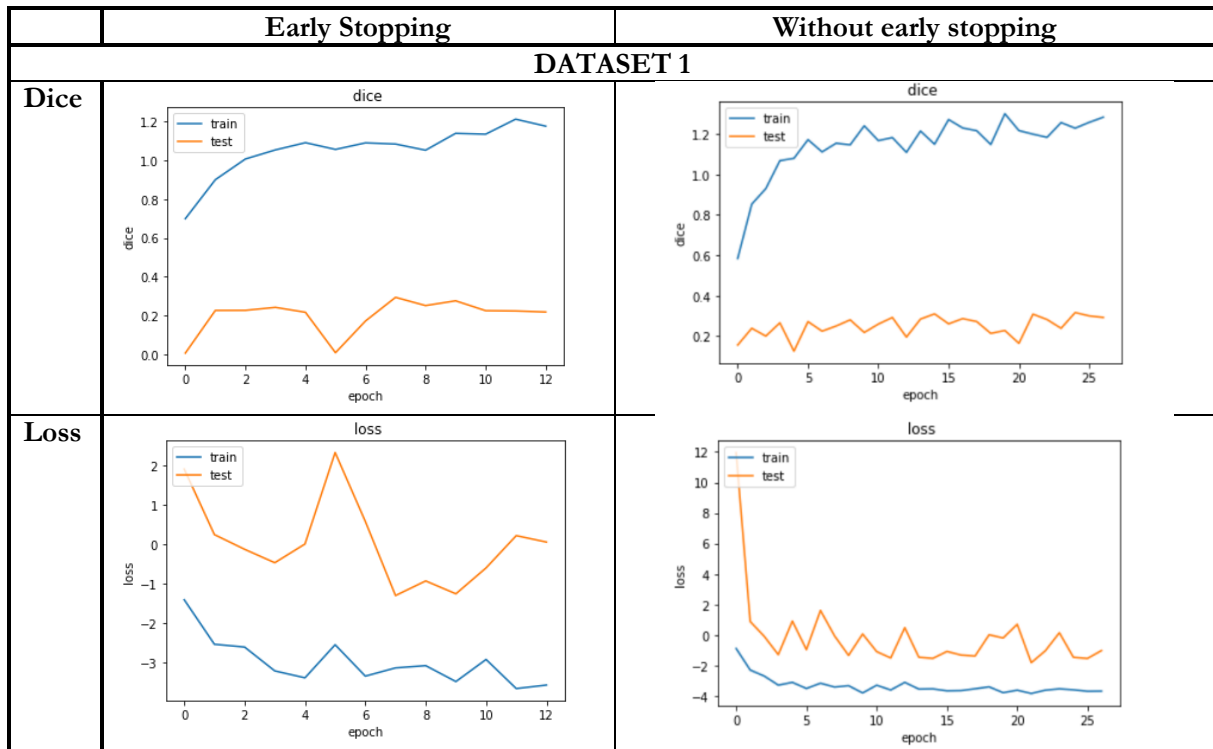 Early Stopping
Without early stopping
DATASET 1
Dice
dice
train
test
1.2
1.0
0.8
0.6
0.4
0.2
0.0
dice
0 2 4 6 8 10 12
epoch
dice
train
test
1.2
1.0
0.8
0.6
0.4
0.2
dice
0 5 10 15 20 25
epoch
Loss
loss
train
test
2
1
0
−1
−2
−3
loss
0 2 4 6 8 10 12
epoch
loss
train
test
12
10
8
6
4
2
0
−2
−4
loss
0 5 10 15 20 25
epoch